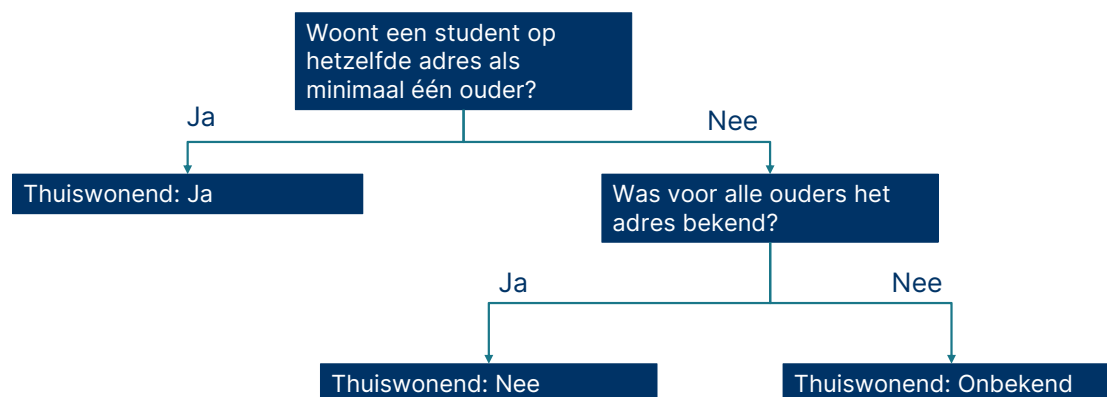 Woont een student op
hetzelfde adres als
minimaal één ouder?
Ja
Nee
Thuiswonend: Ja
Was voor alle ouders het
adres bekend?
Ja
Nee
Thuiswonend: Nee
Thuiswonend: Onbekend